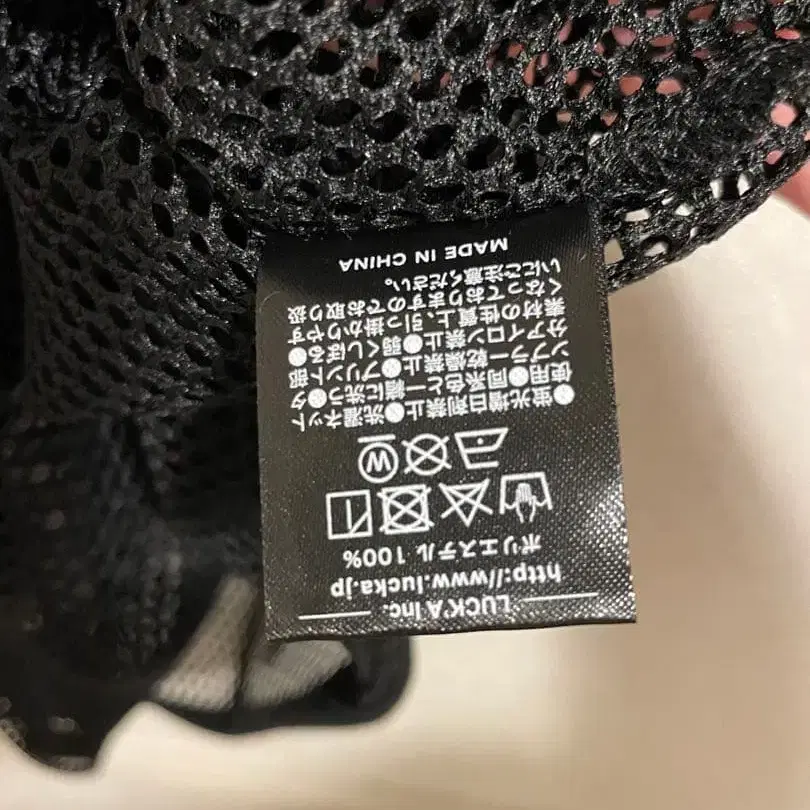 LUCK'A Inc.
http://www.lucka.jp
ポリエステル 100%
W
●蛍光増白剤禁止●洗濯ネット
使用●同系色と一緒に洗う●タ
ンブラー乾燥禁止●プリント部
分アイロン禁止●弱くしぼる●
素材の性質上、引っ掛かりやす
くなっておりますのでお取り扱
いにご注意ください。
MADE IN CHINA